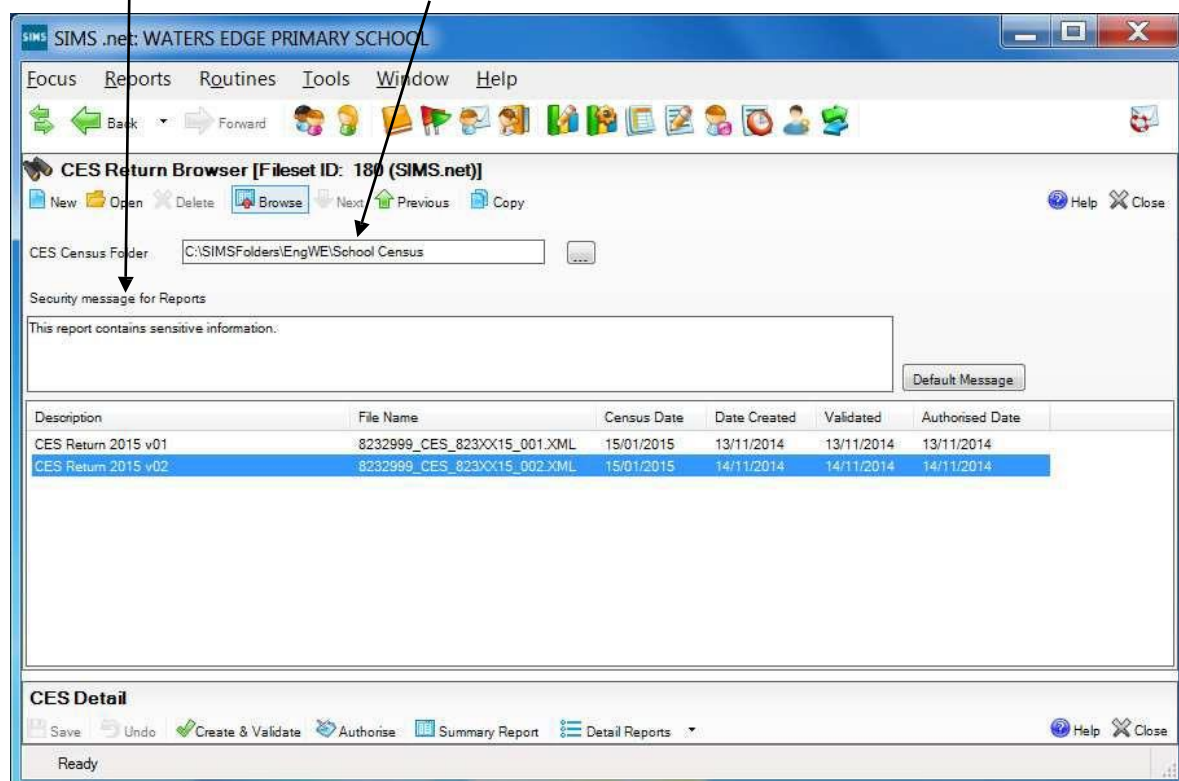 SIMS SIMS .net: WATERS EDGE PRIMARY SCHOOL
Focus Reports Routines Tools Window Help
Back Forward
CES Return Browser [Fileset ID: 180 (SIMS.net)]
New Open Delete Browse Next Previous Copy Help Close
CES Census Folder C:\SIMSFolders\EngWE\School Census ...
Security message for Reports
This report contains sensitive information.
Default Message
Description File Name Census Date Date Created Validated Authorised Date
CES Return 2015 v01 8232999_CES_823XX15_001.XML 15/01/2015 13/11/2014 13/11/2014 13/11/2014
CES Return 2015 v02 8232999_CES_823XX15_002.XML 15/01/2015 14/11/2014 14/11/2014 14/11/2014
CES Detail
Save Undo Create & Validate Authorise Summary Report Detail Reports Help Close
Ready